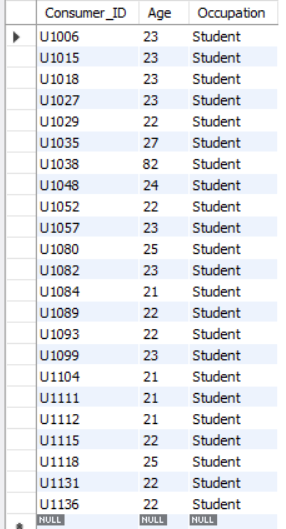 Consumer_ID Age Occupation
U1006 23 Student
U1015 23 Student
U1018 23 Student
U1027 23 Student
U1029 22 Student
U1035 27 Student
U1038 82 Student
U1048 24 Student
U1052 22 Student
U1057 23 Student
U1080 25 Student
U1082 23 Student
U1084 21 Student
U1089 22 Student
U1093 22 Student
U1099 23 Student
U1104 21 Student
U1111 21 Student
U1112 21 Student
U1115 22 Student
U1118 25 Student
U1131 22 Student
U1136 22 Student
NULL NULL NULL